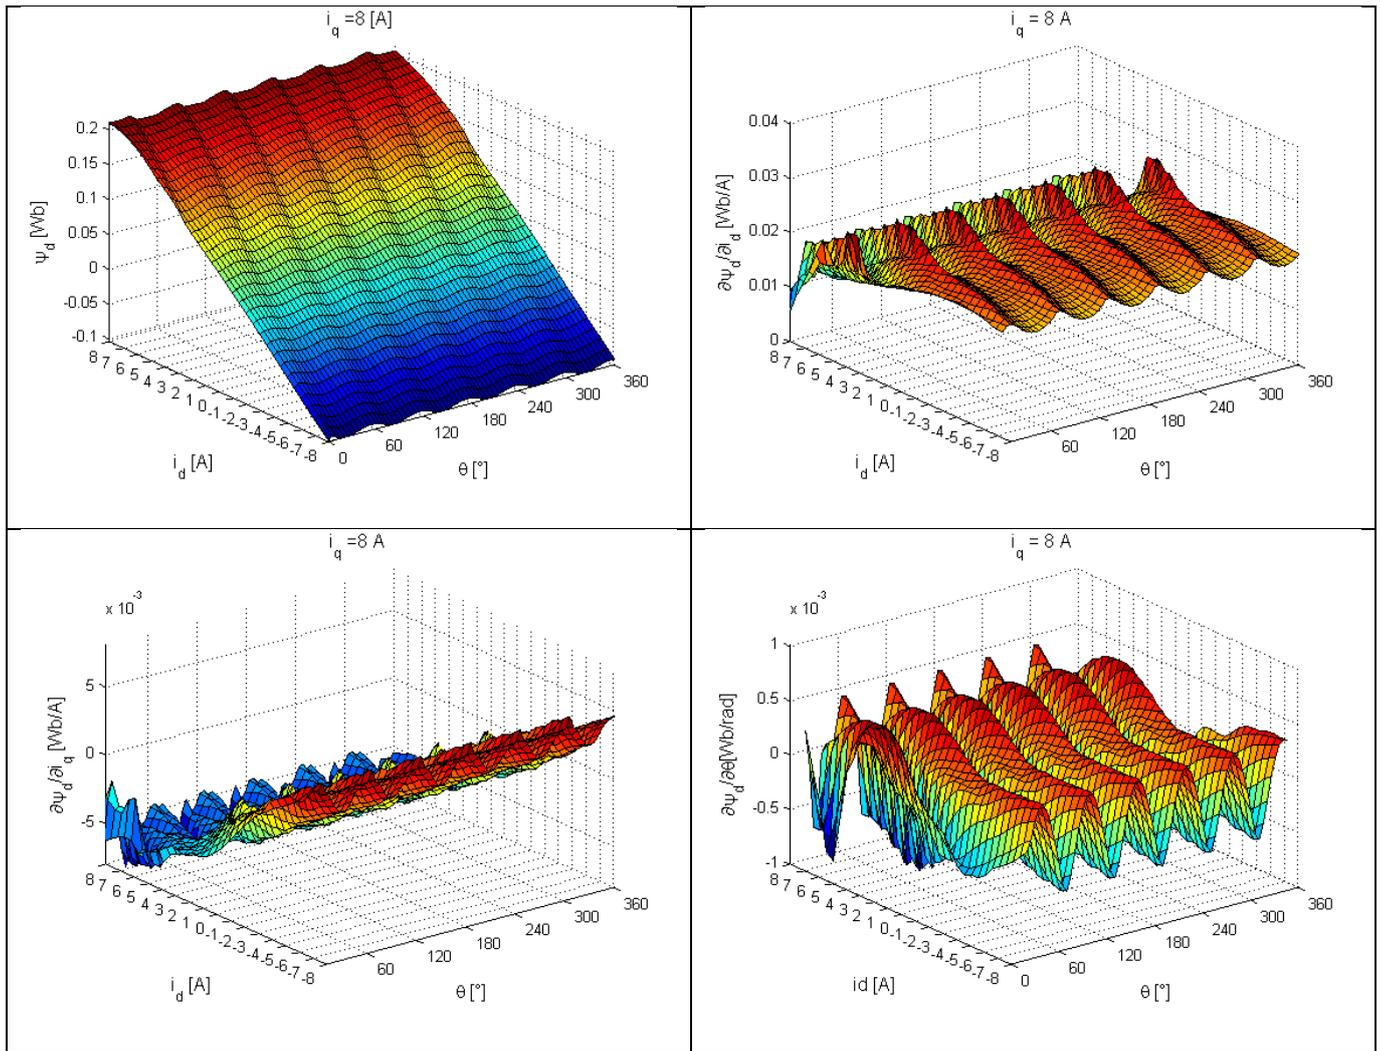 i_q =8 [A]
0.2
0.15
0.1
0.05
0
-0.05
-0.1
ψ_d [Wb]
8 7 6 5 4 3 2 1 0 -1 -2 -3 -4 -5 -6 -7 -8
i_d [A]
0 60 120 180 240 300 360
θ [°]
i_q = 8 A
0.04
0.03
0.02
0.01
0
∂ψ_d/∂i_d [Wb/A]
8 7 6 5 4 3 2 1 0 -1 -2 -3 -4 -5 -6 -7 -8
i_d [A]
60 120 180 240 300 360
θ [°]
i_q =8 A
x 10^-3
5
0
-5
∂ψ_d/∂i_q [Wb/A]
8 7 6 5 4 3 2 1 0 -1 -2 -3 -4 -5 -6 -7 -8
i_d [A]
60 120 180 240 300 360
θ [°]
i_q = 8 A
x 10^-3
1
0.5
0
-0.5
-1
∂ψ_d/∂θ[Wb/rad]
8 7 6 5 4 3 2 1 0 -1 -2 -3 -4 -5 -6 -7 -8
id [A]
0 60 120 180 240 300 360
θ [°]